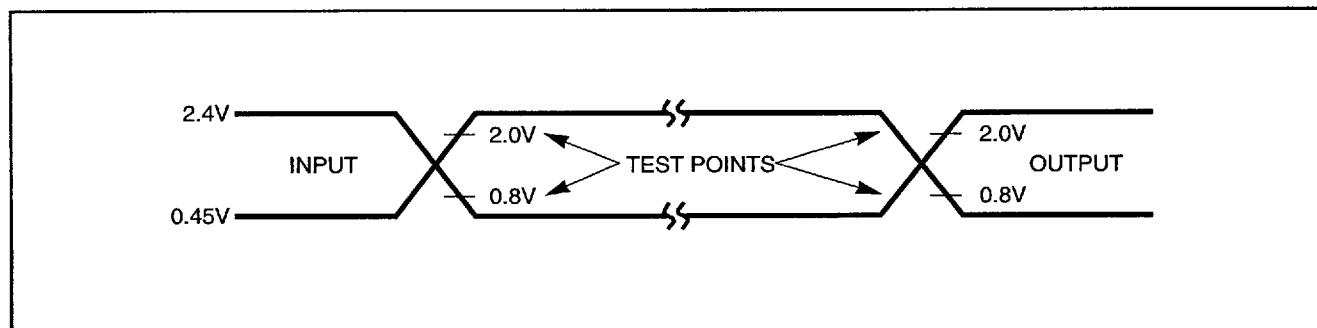 2.4V
2.0V
2.0V
INPUT
TEST POINTS
OUTPUT
0.8V
0.8V
0.45V